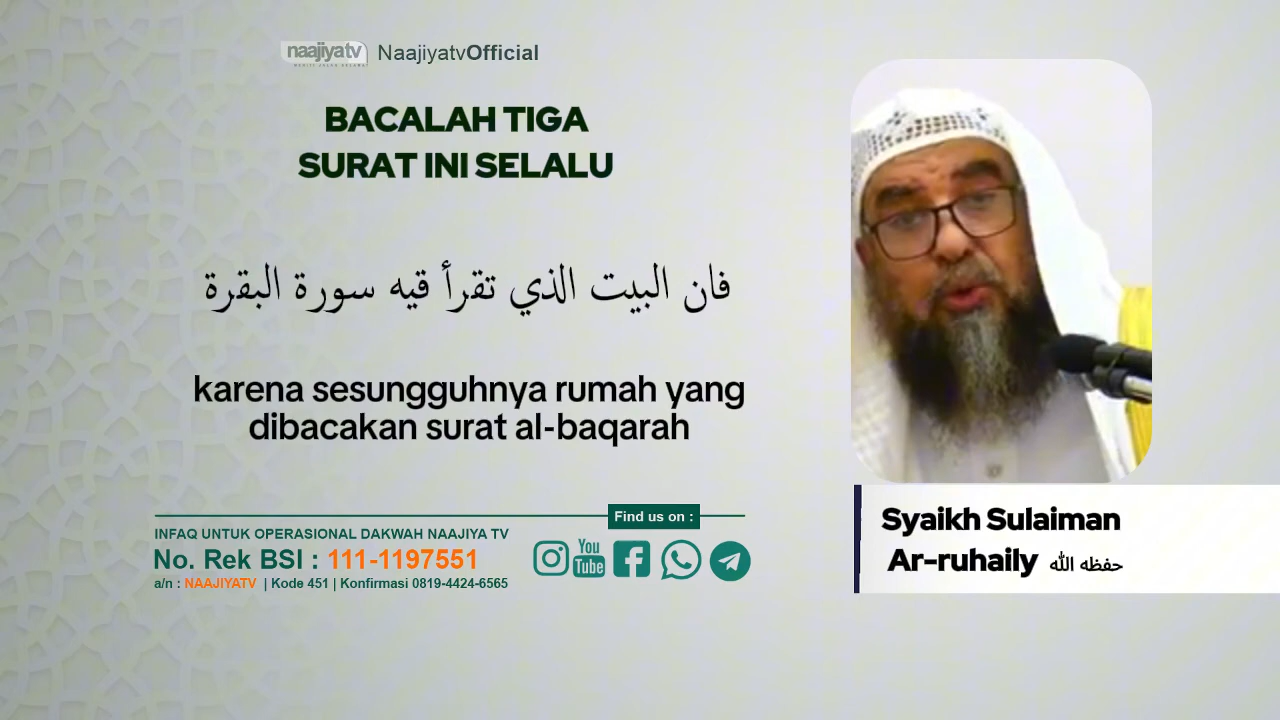 naajiyatv
NaajiyatvOfficial
BACALAH TIGA
SURAT INI SELALU
فان البيت الذي تقرأ قيه سورة البقرة
karena sesungguhnya rumah yang
dibacakan surat al-baqarah
Find us on :
INFAQ UNTUK OPERASIONAL DAKWAH NAAJIYA TV
No. Rek BSI : 111-1197551
a/n : NAAJIYATV | Kode 451 | Konfirmasi 0819-4424-6565
You
Tube
Syaikh Sulaiman
Ar-ruhaily حفظه الله